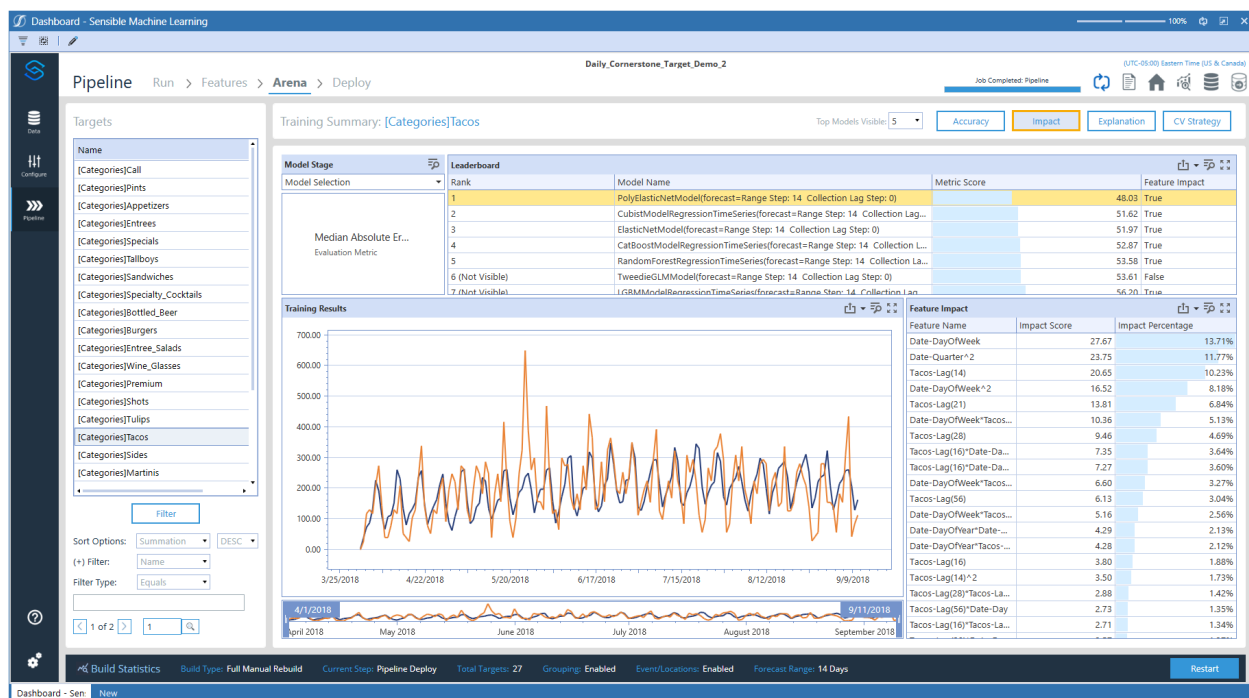 Dashboard - Sensible Machine Learning
100%
Daily_Cornerstone_Target_Demo_2
(UTC-05:00) Eastern Time (US & Canada)
Pipeline Run > Features > Arena > Deploy
Job Completed: Pipeline
Data
Configure
Pipeline
Targets
Name
[Categories]Call
[Categories]Pints
[Categories]Appetizers
[Categories]Entrees
[Categories]Specials
[Categories]Tallboys
[Categories]Sandwiches
[Categories]Specialty_Cocktails
[Categories]Bottled_Beer
[Categories]Burgers
[Categories]Entree_Salads
[Categories]Wine_Glasses
[Categories]Premium
[Categories]Shots
[Categories]Tulips
[Categories]Tacos
[Categories]Sides
[Categories]Martinis
Filter
Sort Options: Summation DESC
(+) Filter: Name
Filter Type: Equals
1 of 2 1
Training Summary: [Categories]Tacos
Top Models Visible: 5 Accuracy Impact Explanation CV Strategy
Model Stage
Model Selection
Median Absolute Er...
Evaluation Metric
Leaderboard
Rank Model Name Metric Score Feature Impact
1 PolyElasticNetModel(forecast=Range Step: 14 Collection Lag Step: 0) 48.03 True
2 CubistModelRegressionTimeSeries(forecast=Range Step: 14 Collection Lag... 51.62 True
3 ElasticNetModel(forecast=Range Step: 14 Collection Lag Step: 0) 51.97 True
4 CatBoostModelRegressionTimeSeries(forecast=Range Step: 14 Collection L... 52.87 True
5 RandomForestRegressionTimeSeries(forecast=Range Step: 14 Collection La... 53.58 True
6 (Not Visible) TweedieGLMModel(forecast=Range Step: 14 Collection Lag Step: 0) 53.61 False
7 (Not Visible) LGBMModelRegressionTimeSeries(forecast=Range Step: 14 Collection Lag 56.20 True
Training Results
700.00
600.00
500.00
400.00
300.00
200.00
100.00
0.00
3/25/2018 4/22/2018 5/20/2018 6/17/2018 7/15/2018 8/12/2018 9/9/2018
4/1/2018 9/11/2018
April 2018 May 2018 June 2018 July 2018 August 2018 September 2018
Feature Impact
Feature Name Impact Score Impact Percentage
Date-DayOfWeek 27.67 13.71%
Date-Quarter^2 23.75 11.77%
Tacos-Lag(14) 20.65 10.23%
Date-DayOfWeek^2 16.52 8.18%
Tacos-Lag(21) 13.81 6.84%
Date-DayOfWeek*Tacos... 10.36 5.13%
Tacos-Lag(28) 9.46 4.69%
Tacos-Lag(16)*Date-Da... 7.35 3.64%
Tacos-Lag(16)*Date-Da... 7.27 3.60%
Date-DayOfWeek*Tacos... 6.60 3.27%
Tacos-Lag(56) 6.13 3.04%
Date-DayOfWeek*Tacos... 5.16 2.56%
Date-DayOfYear*Date-... 4.29 2.13%
Date-DayOfYear*Tacos-... 4.28 2.12%
Tacos-Lag(16) 3.80 1.88%
Tacos-Lag(14)^2 3.50 1.73%
Tacos-Lag(28)*Tacos-La... 2.88 1.42%
Tacos-Lag(56)*Date-Day 2.73 1.35%
Tacos-Lag(16)*Tacos-La... 2.71 1.34%
Build Statistics Build Type: Full Manual Rebuild Current Step: Pipeline Deploy Total Targets: 27 Grouping: Enabled Event/Locations: Enabled Forecast Range: 14 Days Restart
Dashboard - Sen New